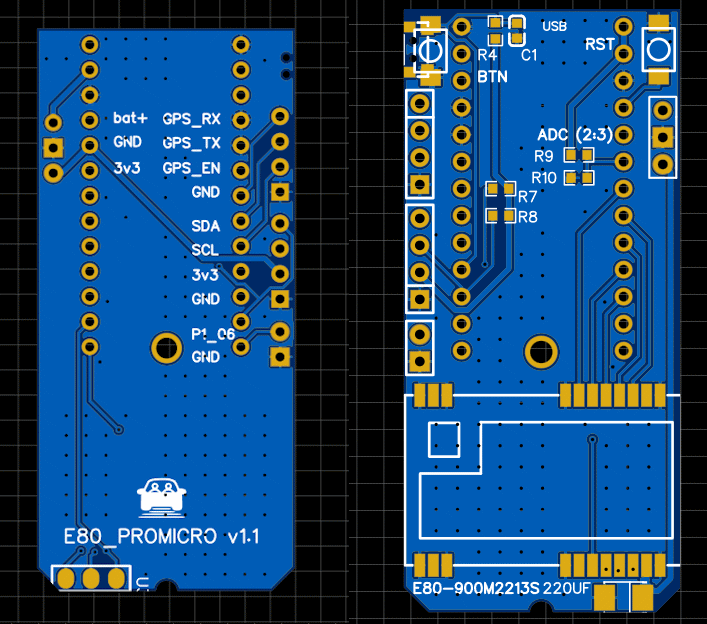 bat+ GPS_RX
GND GPS_TX
3v3 GPS_EN
GND
SDA
SCL
3v3
GND
P1_06
GND
E80_PROMICRO v1.1
USB
R4 C1
RST
BTN
ADC (2:3)
R9
R10
R7
R8
E80-900M2213S 220UF